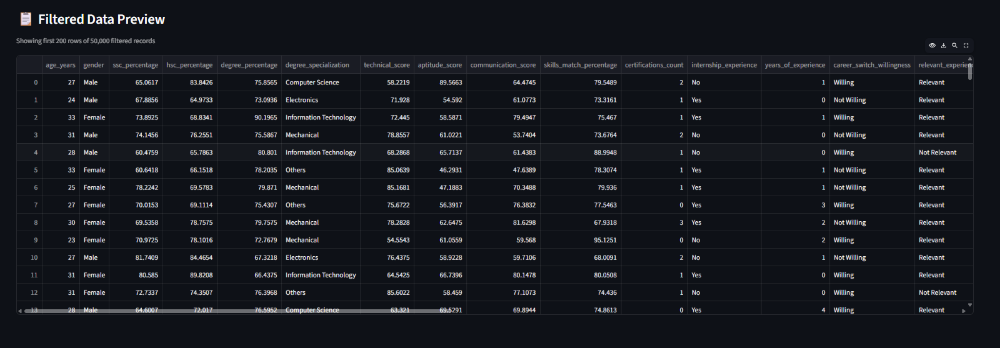 📋 Filtered Data Preview
Showing first 200 rows of 50,000 filtered records
age_years gender ssc_percentage hsc_percentage degree_percentage degree_specialization technical_score aptitude_score communication_score skills_match_percentage certifications_count internship_experience years_of_experience career_switch_willingness
0 27 Male 65.0617 83.8426 75.8565 Computer Science 58.2219 89.5663 64.4745 79.5489 2 No 1 Willing Relevant
1 24 Male 67.8856 64.9733 73.0936 Electronics 71.928 54.592 61.0773 73.3161 1 Yes 0 Not Willing Relevant
2 33 Female 73.8925 68.8341 90.1965 Information Technology 72.445 58.5871 79.4947 75.467 1 Yes 1 Willing Relevant
3 31 Male 74.1456 76.2551 75.5867 Mechanical 78.8557 61.0221 53.7404 73.6764 2 No 0 Not Willing Relevant
4 28 Male 60.4759 65.7863 80.801 Information Technology 68.2868 65.7137 61.4383 88.9948 1 No 0 Willing Not Relevant
5 33 Female 60.6418 66.1518 78.2035 Others 85.0639 46.2931 47.6389 78.3074 1 Yes 1 Not Willing Relevant
6 25 Female 78.2242 69.5783 79.871 Mechanical 85.1681 47.1883 70.3488 79.936 1 Yes 1 Not Willing Relevant
7 27 Female 70.0153 69.1114 75.4307 Others 75.6722 56.3917 76.3832 77.5463 0 Yes 3 Willing Relevant
8 30 Female 69.5358 78.7575 79.7575 Mechanical 78.2828 62.6475 81.6298 67.9318 3 Yes 2 Not Willing Relevant
9 23 Female 70.9725 78.1016 72.7679 Mechanical 54.5543 61.0559 59.568 95.1251 0 No 2 Willing Relevant
10 27 Male 81.7409 84.4654 67.3218 Electronics 76.4375 58.9228 59.7106 68.0091 2 No 1 Not Willing Relevant
11 31 Female 80.585 89.8208 66.4375 Information Technology 64.5425 66.7396 80.1478 80.0508 1 Yes 0 Willing Relevant
12 31 Female 72.7337 74.3507 76.3968 Others 85.6022 58.459 77.1073 74.436 1 No 0 Willing Not Relevant
13 28 Male 64.6007 72.017 76.5952 Computer Science 63.321 69.5291 69.8944 74.8613 0 Yes 4 Willing Relevant